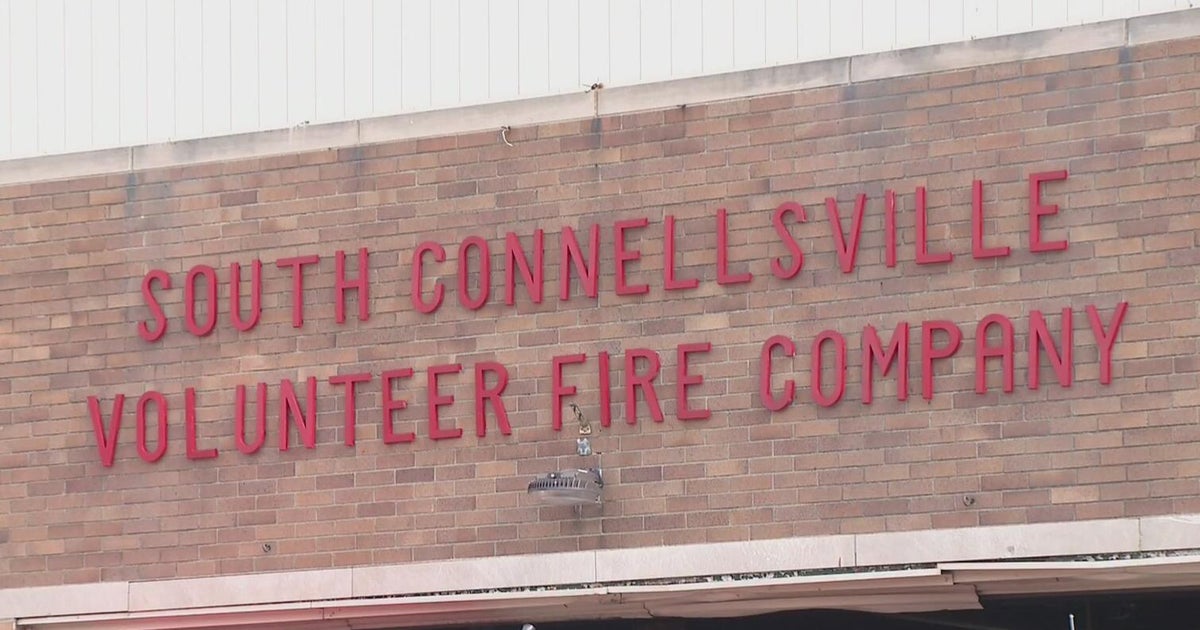 SOUTH CONNELLSVILLE
VOLUNTEER FIRE COMPANY